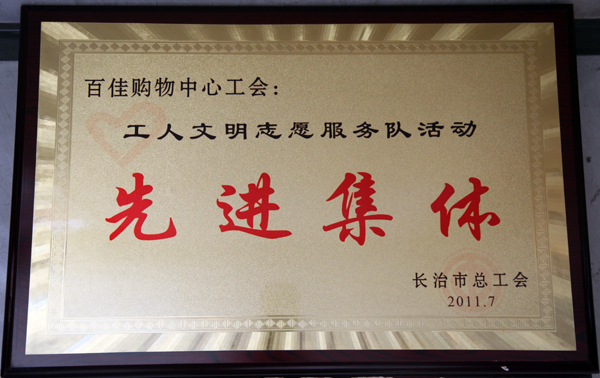 百佳购物中心工会：
工人文明志愿服务队活动
先进集体
长治市总工会
2011.7